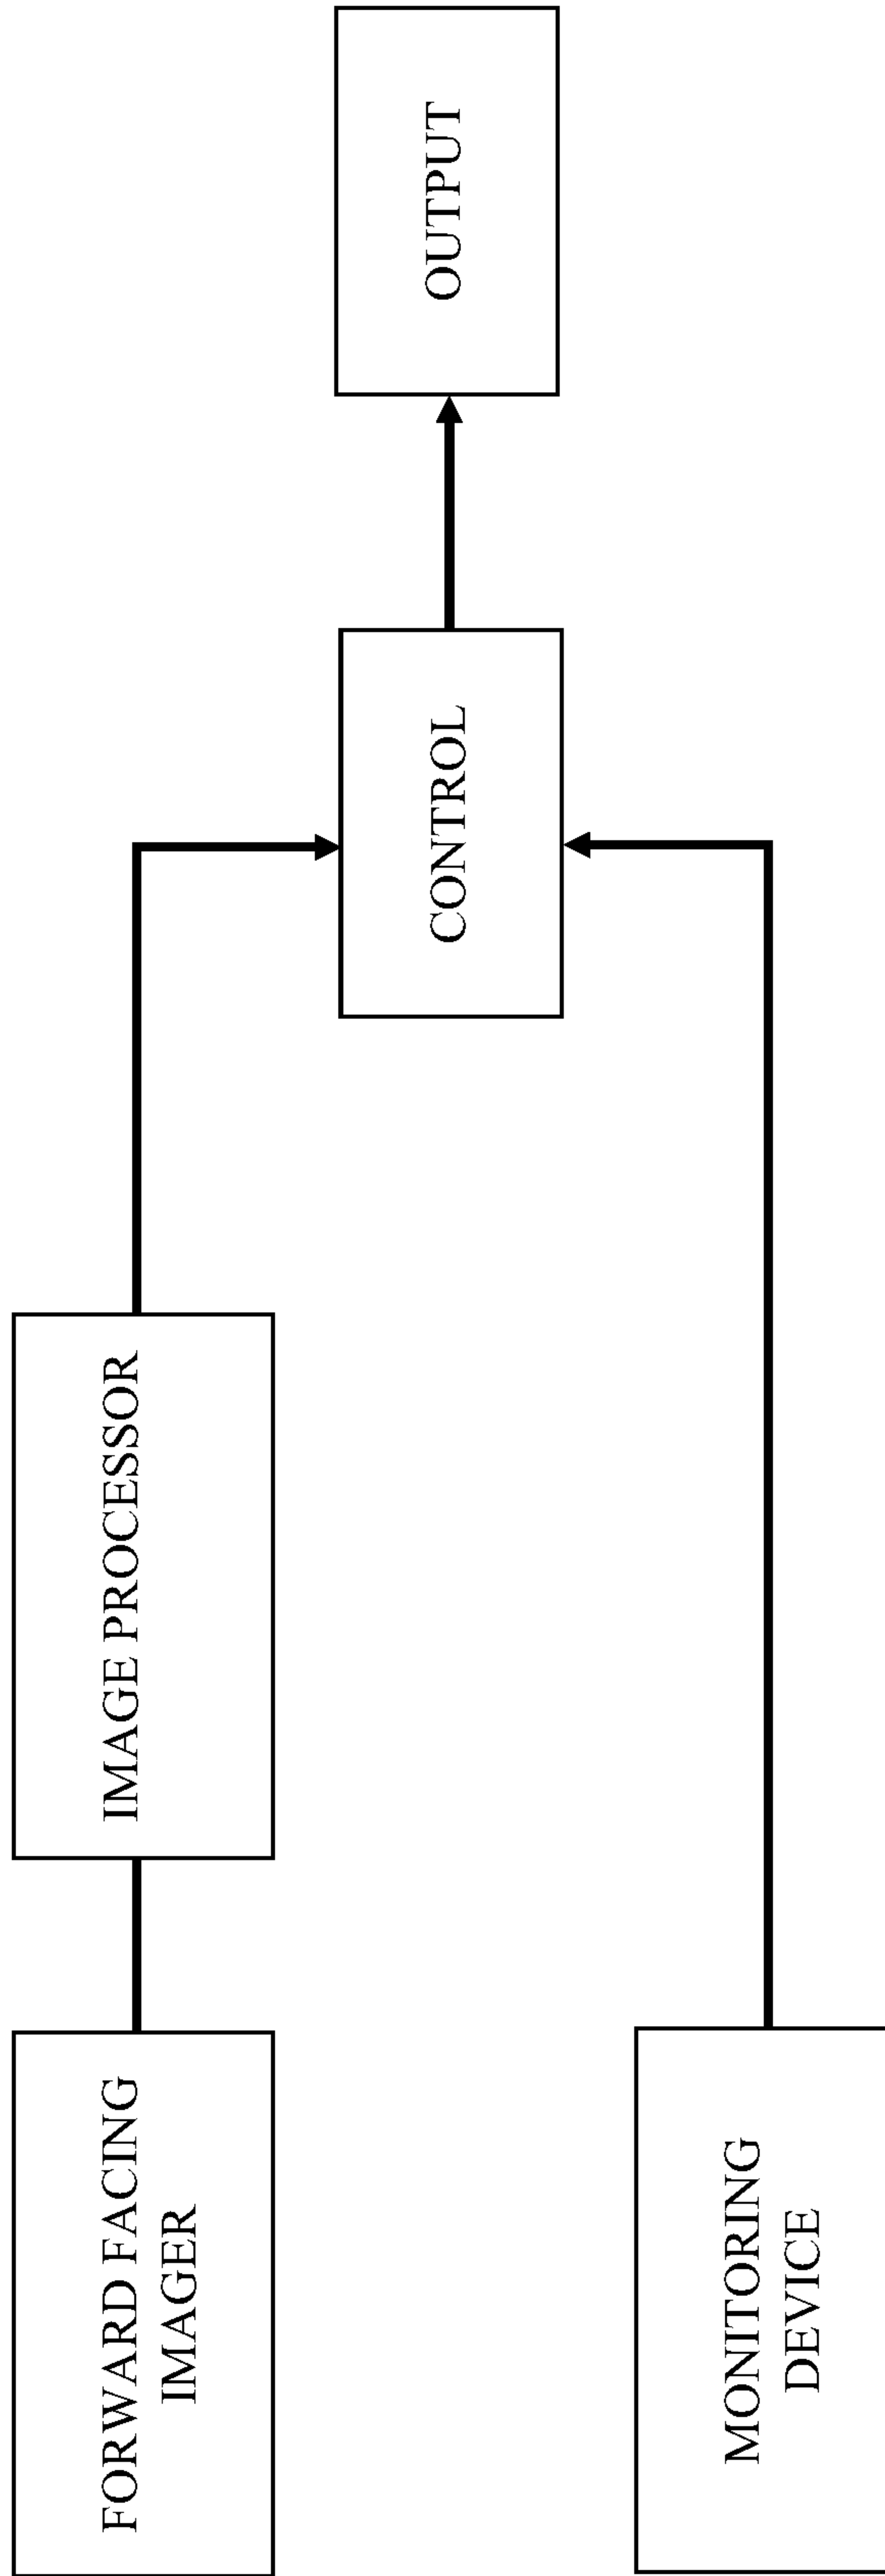 FORWARD FACING
IMAGER
IMAGE PROCESSOR
CONTROL
OUTPUT
MONITORING
DEVICE